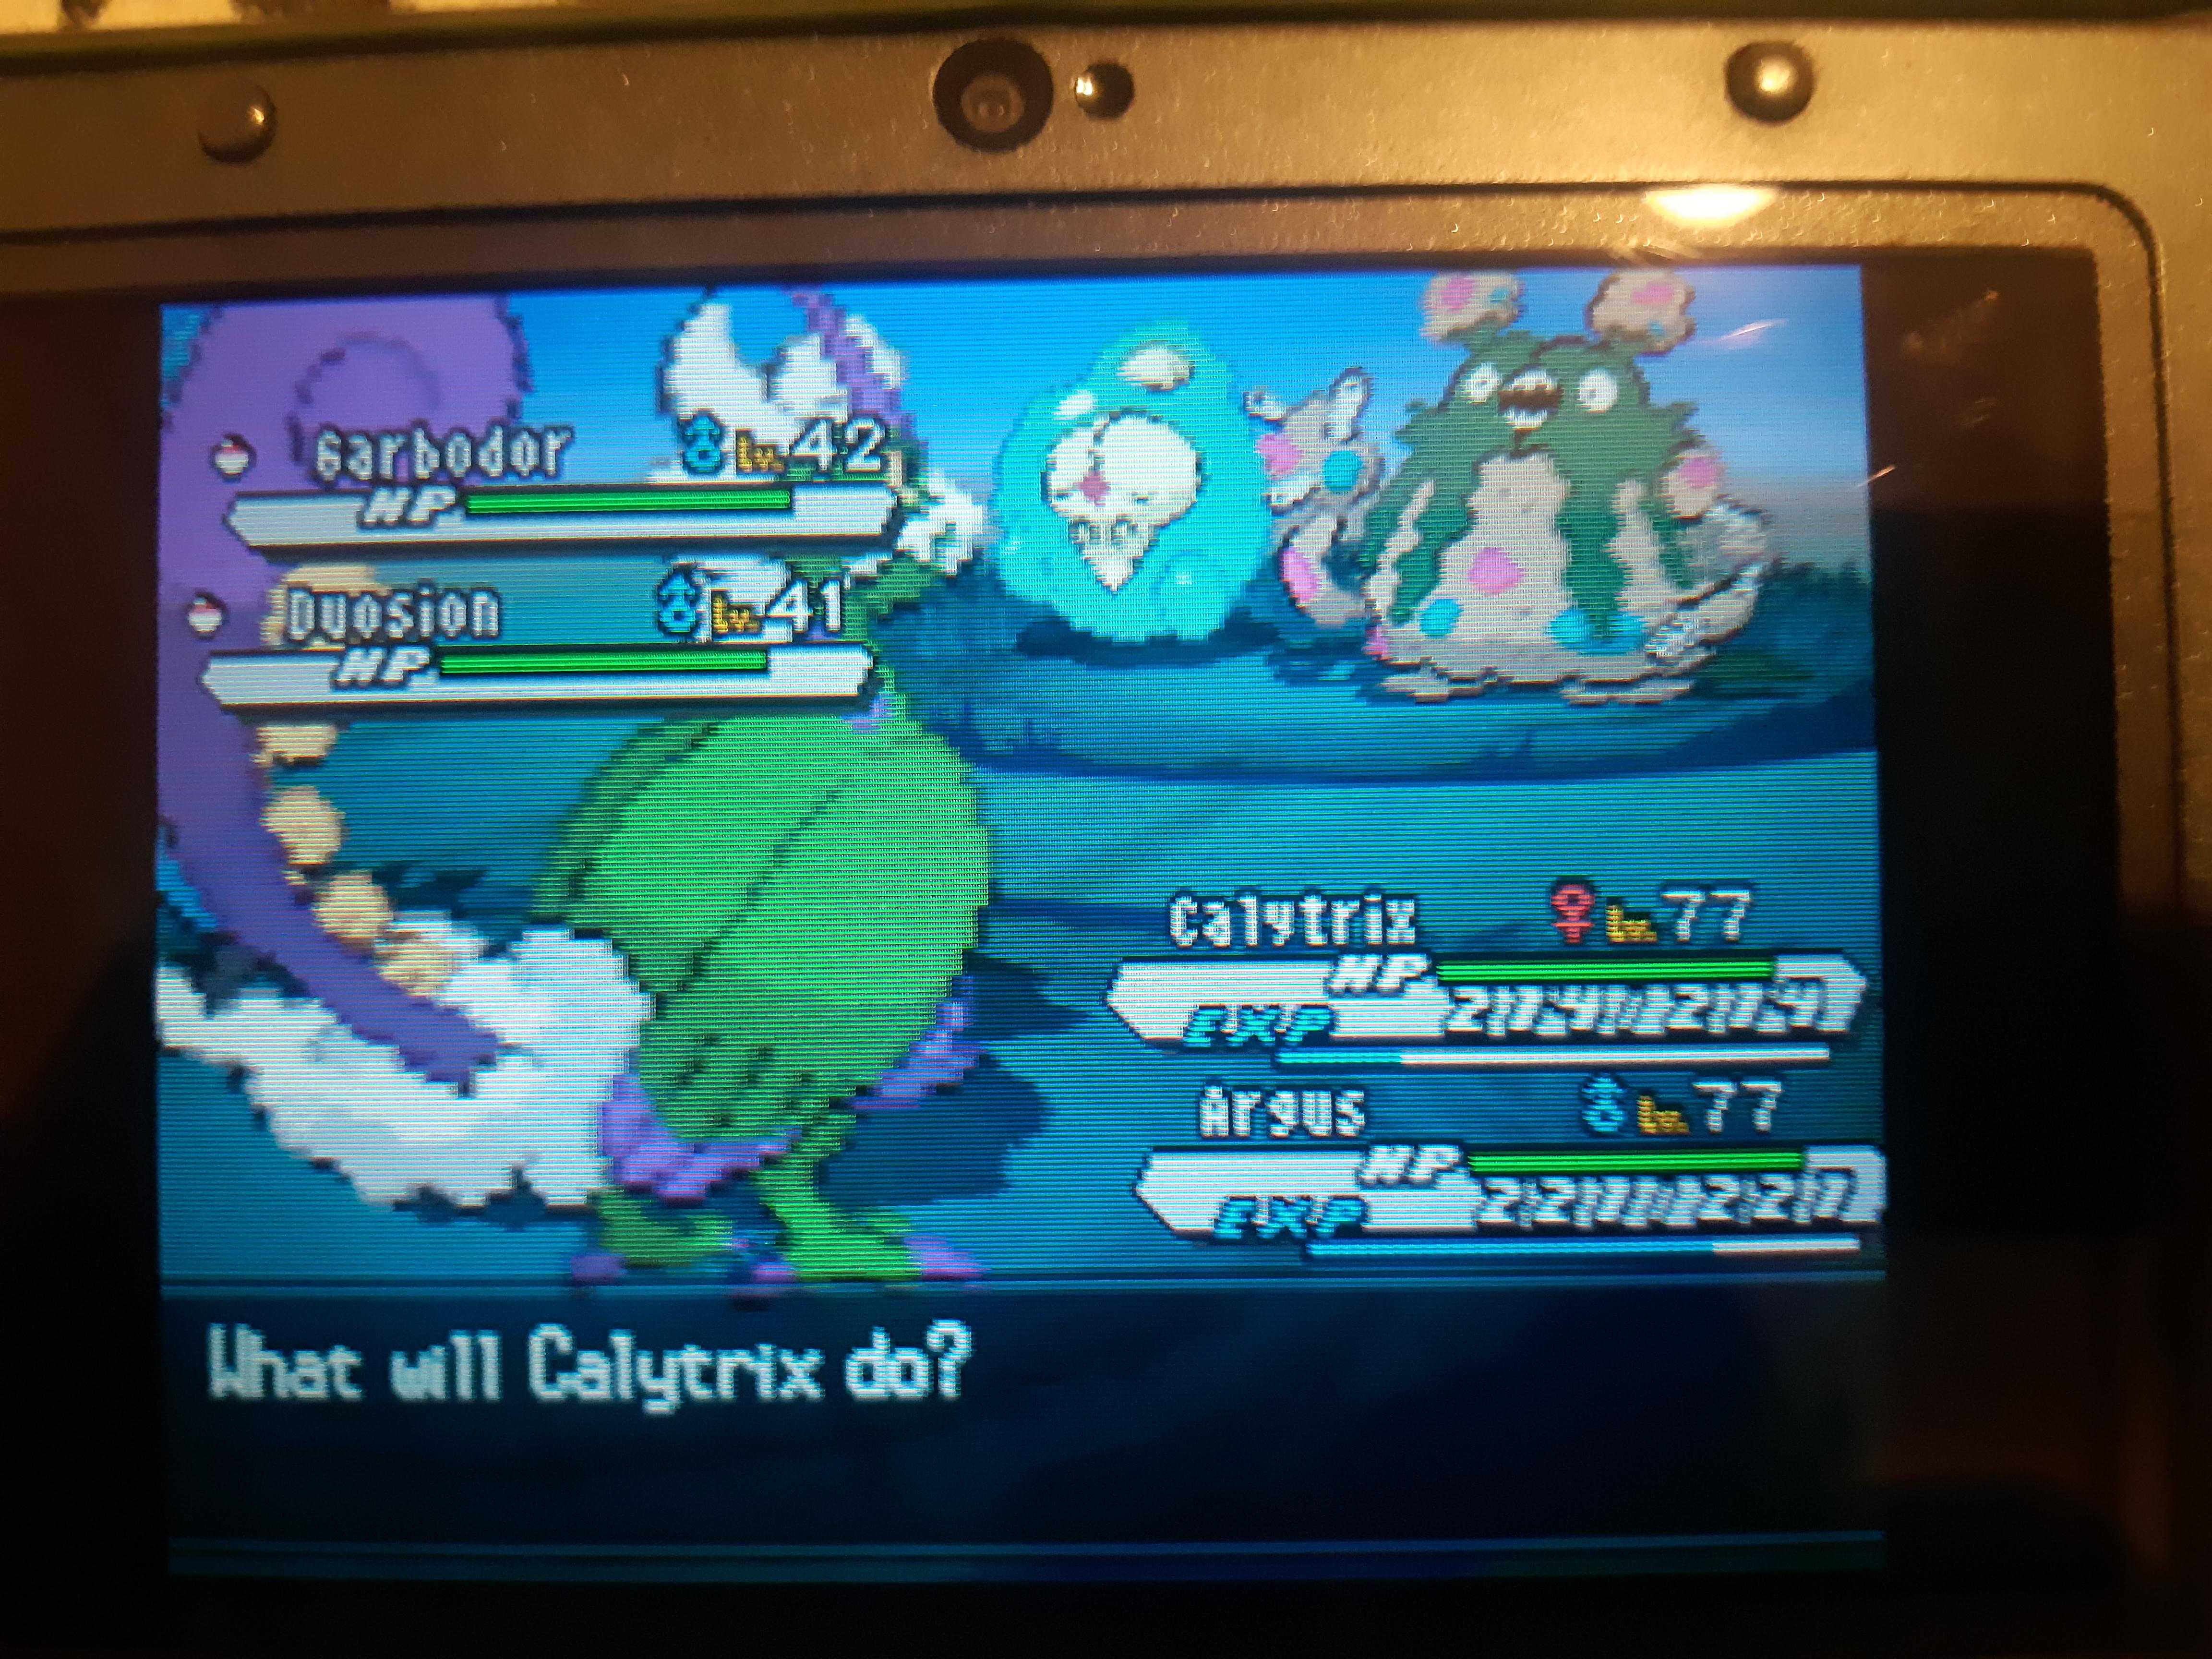 Garbodor ♂ Lv.42
HP
Duosion ♂ Lv.41
HP
Calytrix ♀ Lv.77
HP
EXP
Argus ♂ Lv.77
HP
EXP
What will Calytrix do?